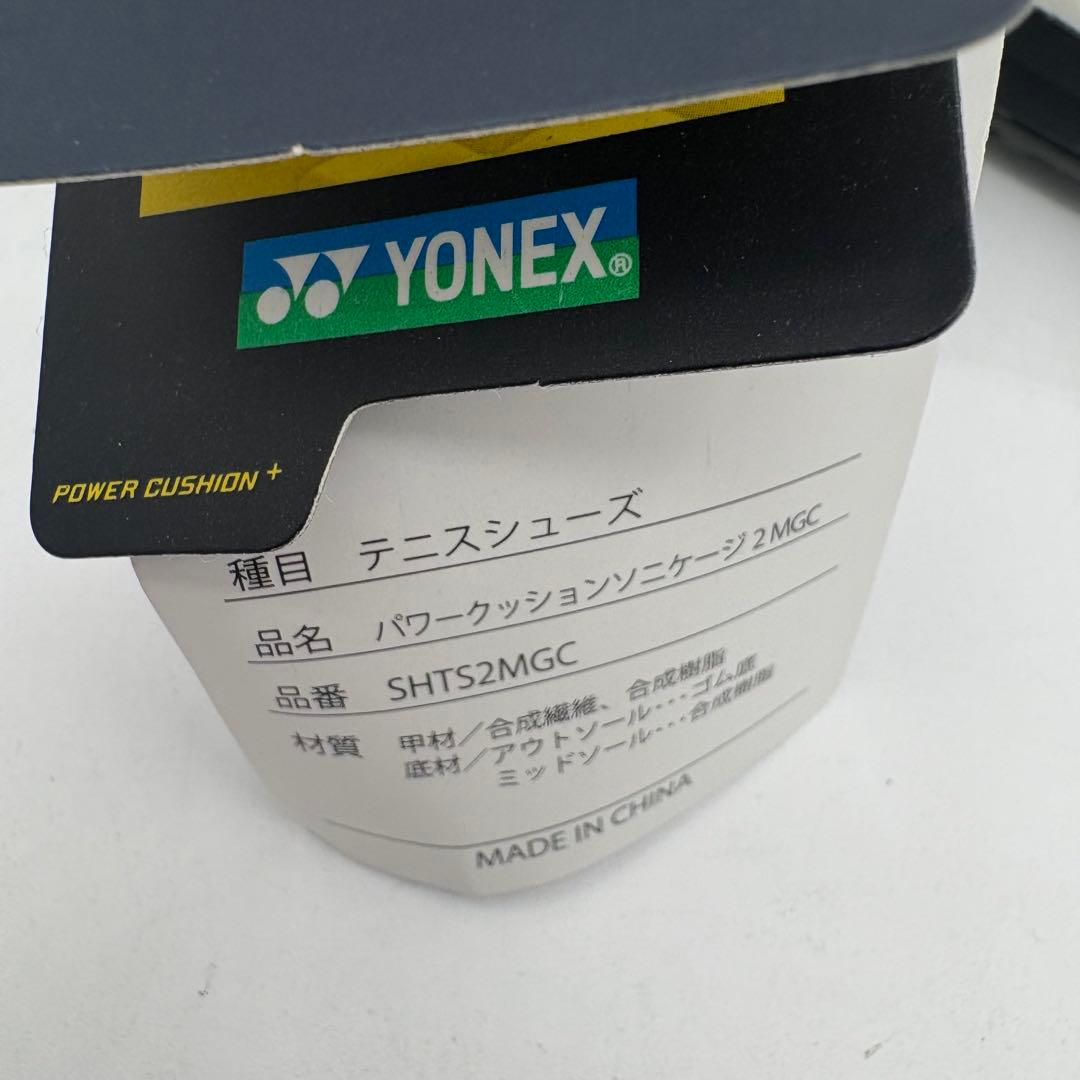 YONEX®
POWER CUSHION+
種目 テニスシューズ
品名 パワークッションソニケージ2MGC
品番 SHTS2MGC
材質 甲材/合成繊維、合成樹脂
底材/アウトソール…ゴム底
ミッドソール…合成樹脂
MADE IN CHINA